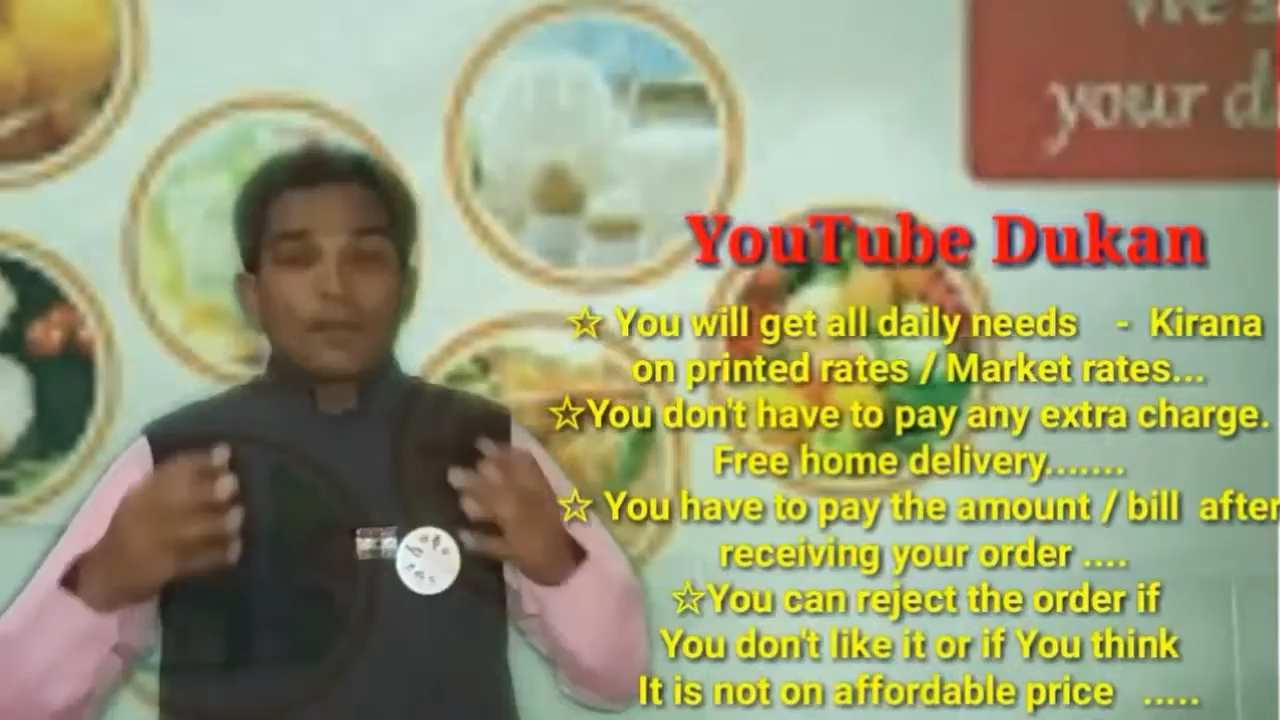 your
YouTube Dukan
☆ You will get all daily needs - Kirana
on printed rates / Market rates...
☆You don't have to pay any extra charge.
Free home delivery.......
☆ You have to pay the amount / bill after
receiving your order ....
☆You can reject the order if
You don't like it or if You think
It is not on affordable price .....